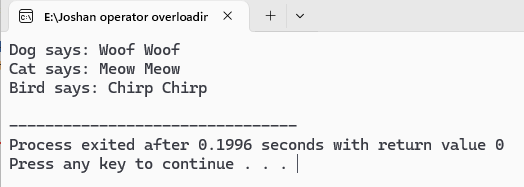 E:\Joshan operator overloadin
Dog says: Woof Woof
Cat says: Meow Meow
Bird says: Chirp Chirp
--------------------------------
Process exited after 0.1996 seconds with return value 0
Press any key to continue . . .